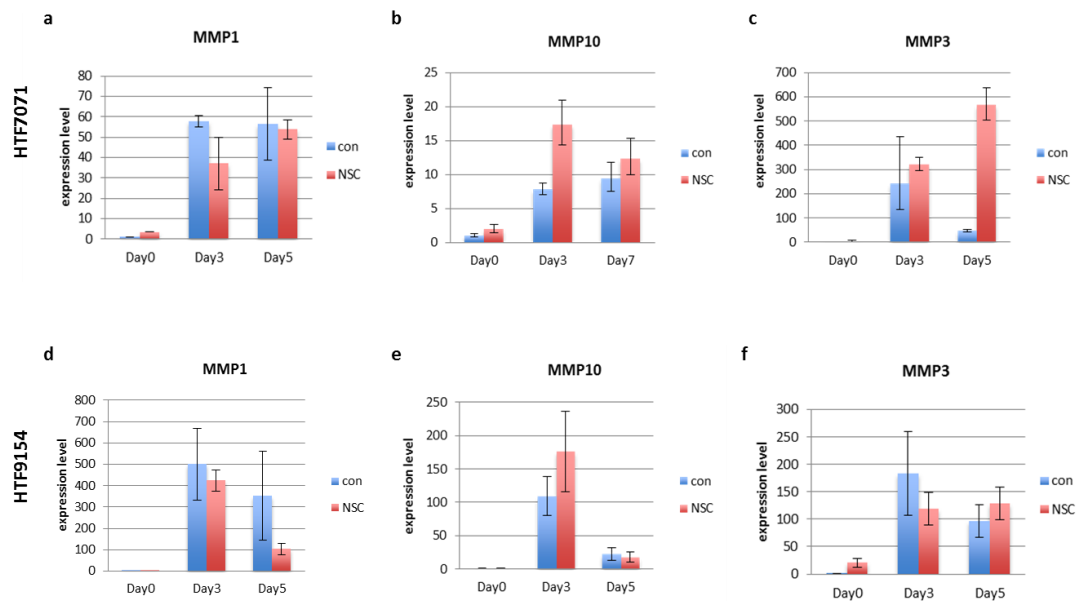 a
MMP1
HTF7071
expression level
80
70
60
50
40
30
20
10
0
Day0 Day3 Day5
con
NSC
b
MMP10
expression level
25
20
15
10
5
0
Day0 Day3 Day7
con
NSC
c
MMP3
expression level
700
600
500
400
300
200
100
0
Day0 Day3 Day5
con
NSC
d
MMP1
HTF9154
expression level
800
700
600
500
400
300
200
100
0
Day0 Day3 Day5
con
NSC
e
MMP10
expression level
250
200
150
100
50
0
Day0 Day3 Day5
con
NSC
f
MMP3
expression level
300
250
200
150
100
50
0
Day0 Day3 Day5
con
NSC